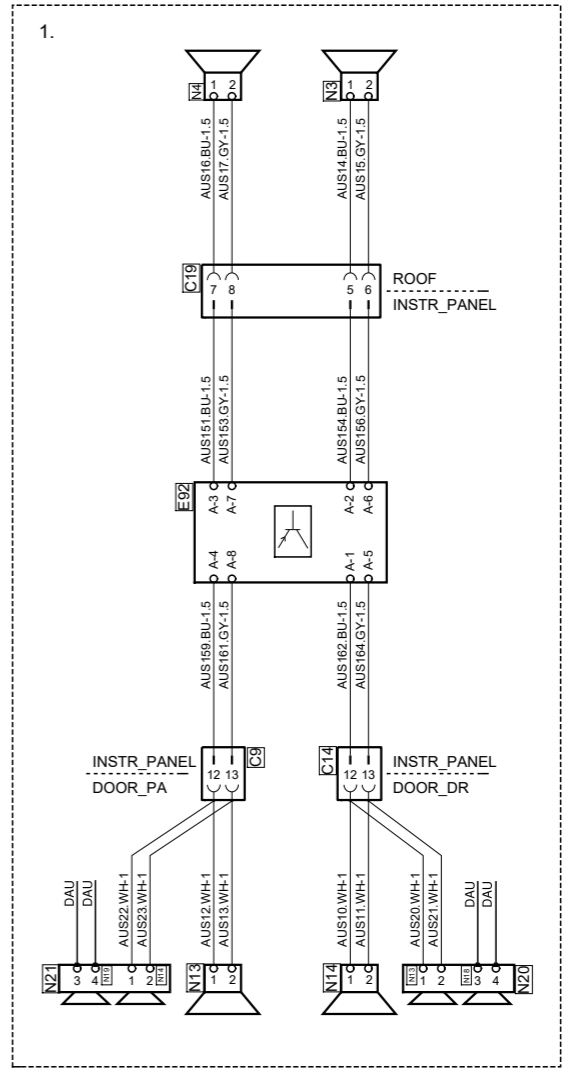 1.
N4 1 2 N3 1 2
AUS16.BU-1.5
AUS17.GY-1.5
AUS14.BU-1.5
AUS15.GY-1.5
C19 7 8 5 6
ROOF
INSTR_PANEL
AUS151.BU-1.5
AUS153.GY-1.5
AUS154.BU-1.5
AUS156.GY-1.5
E92
A-3 A-7 A-2 A-6
A-4 A-8 A-1 A-5
AUS159.BU-1.5
AUS161.GY-1.5
AUS162.BU-1.5
AUS164.GY-1.5
INSTR_PANEL
DOOR_PA
12 13 C9
C14 12 13
INSTR_PANEL
DOOR_DR
DAU
DAU
AUS22.WH-1
AUS23.WH-1
AUS12.WH-1
AUS13.WH-1
AUS10.WH-1
AUS11.WH-1
AUS20.WH-1
AUS21.WH-1
DAU
DAU
N21 3 4 N19 1 2 N14
N13 1 2
N14 1 2
N13 1 2 N18 3 4 N20